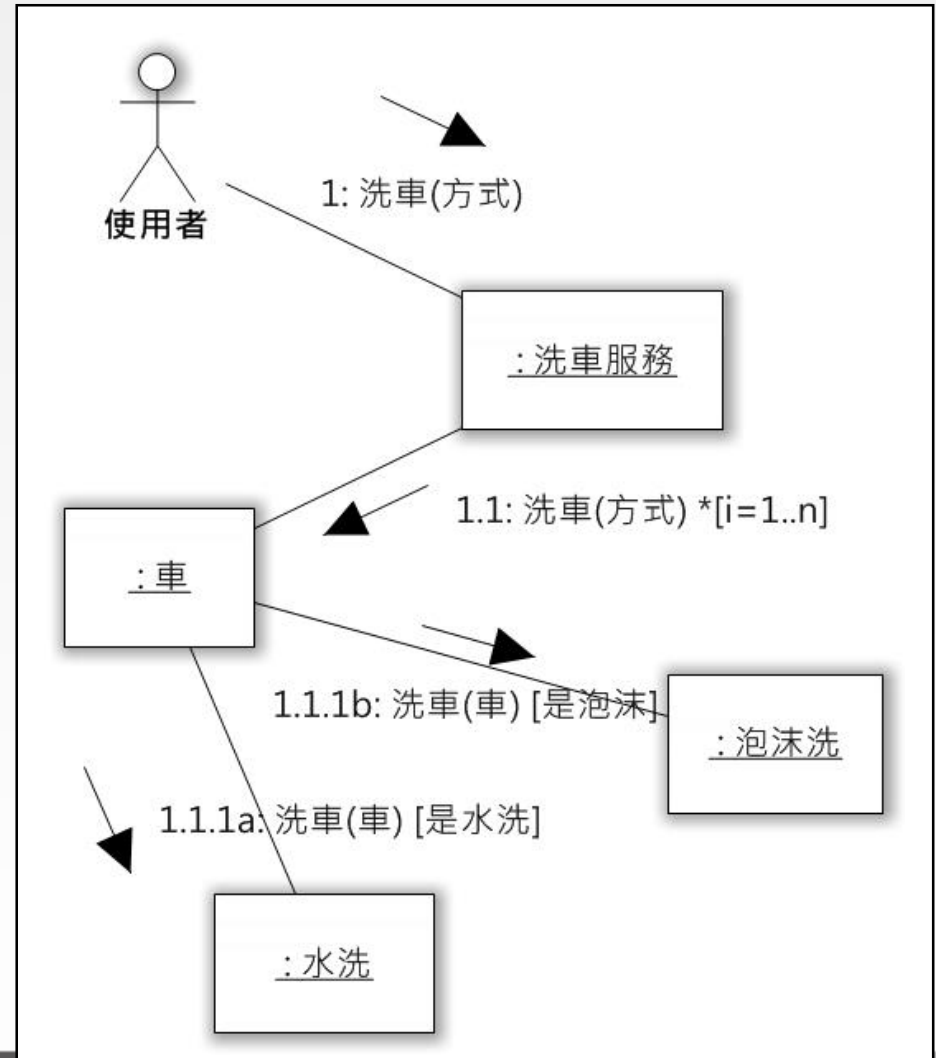 1: 洗車(方式)
使用者
: 洗車服務
1.1: 洗車(方式) *[i=1..n]
: 車
1.1.1b: 洗車(車) [是泡沫]
: 泡沫洗
1.1.1a: 洗車(車) [是水洗]
: 水洗